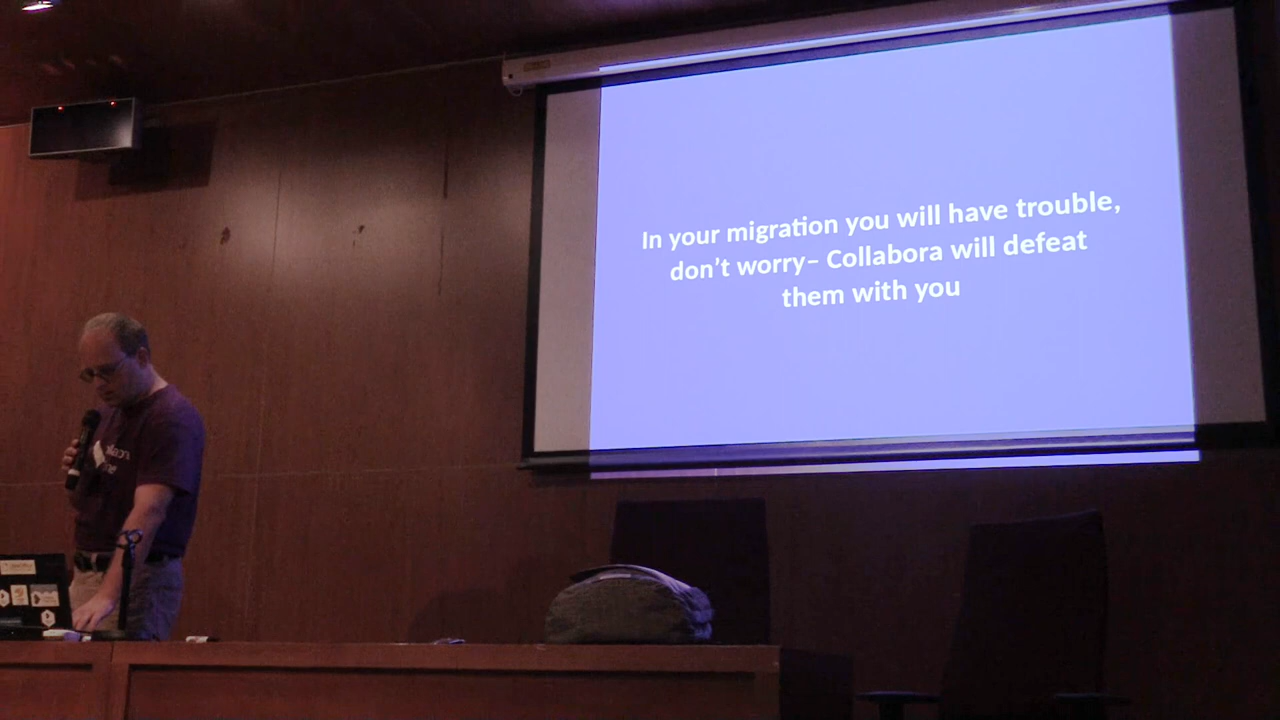 In your migration you will have trouble,
don't worry– Collabora will defeat
them with you